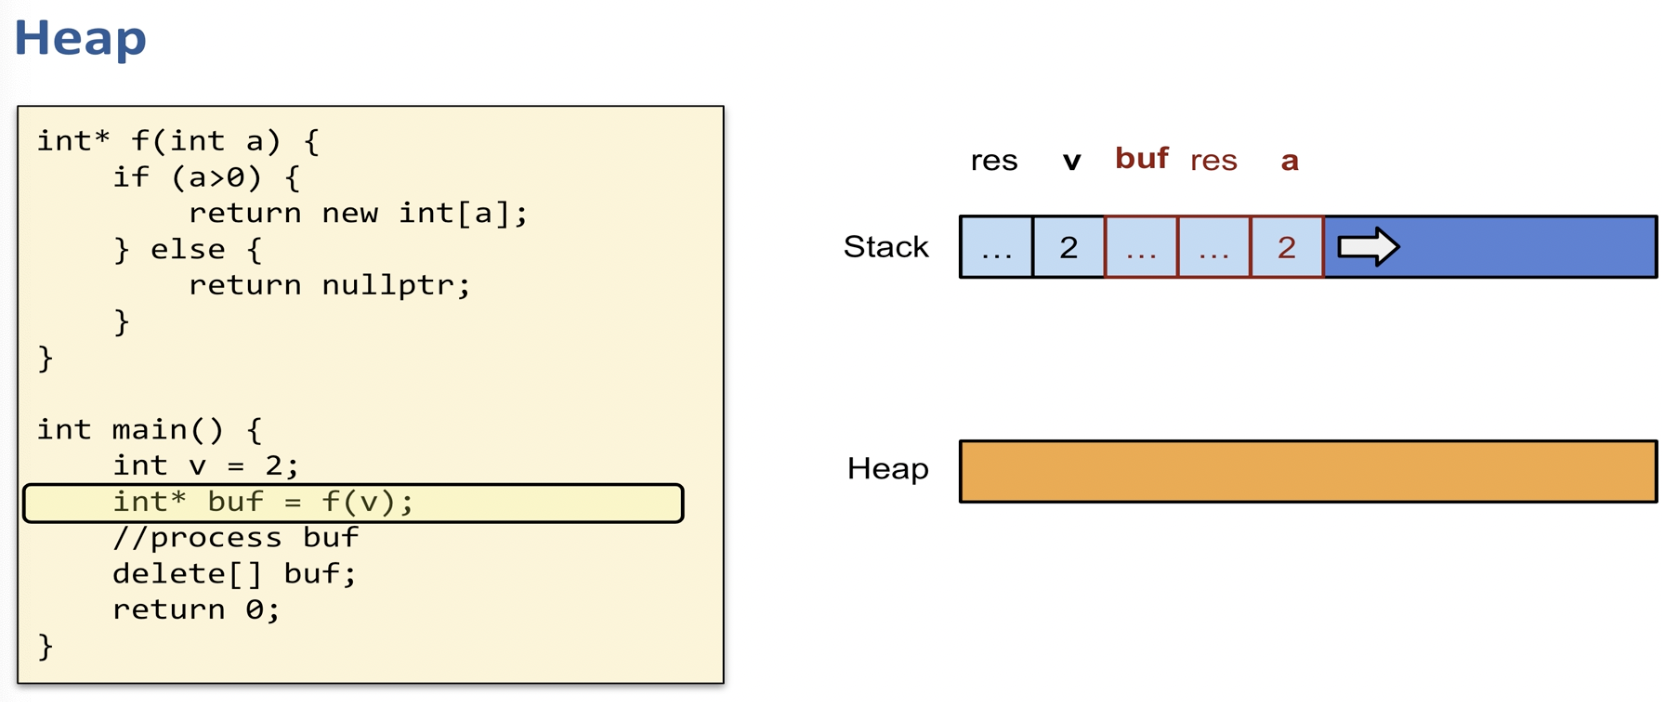 Heap
int* f(int a) {
    if (a>0) {
        return new int[a];
    } else {
        return nullptr;
    }
}
int main() {
    int v = 2;
    int* buf = f(v);
    //process buf
    delete[] buf;
    return 0;
}
res v buf res a
Stack ... 2 ... ... 2
Heap